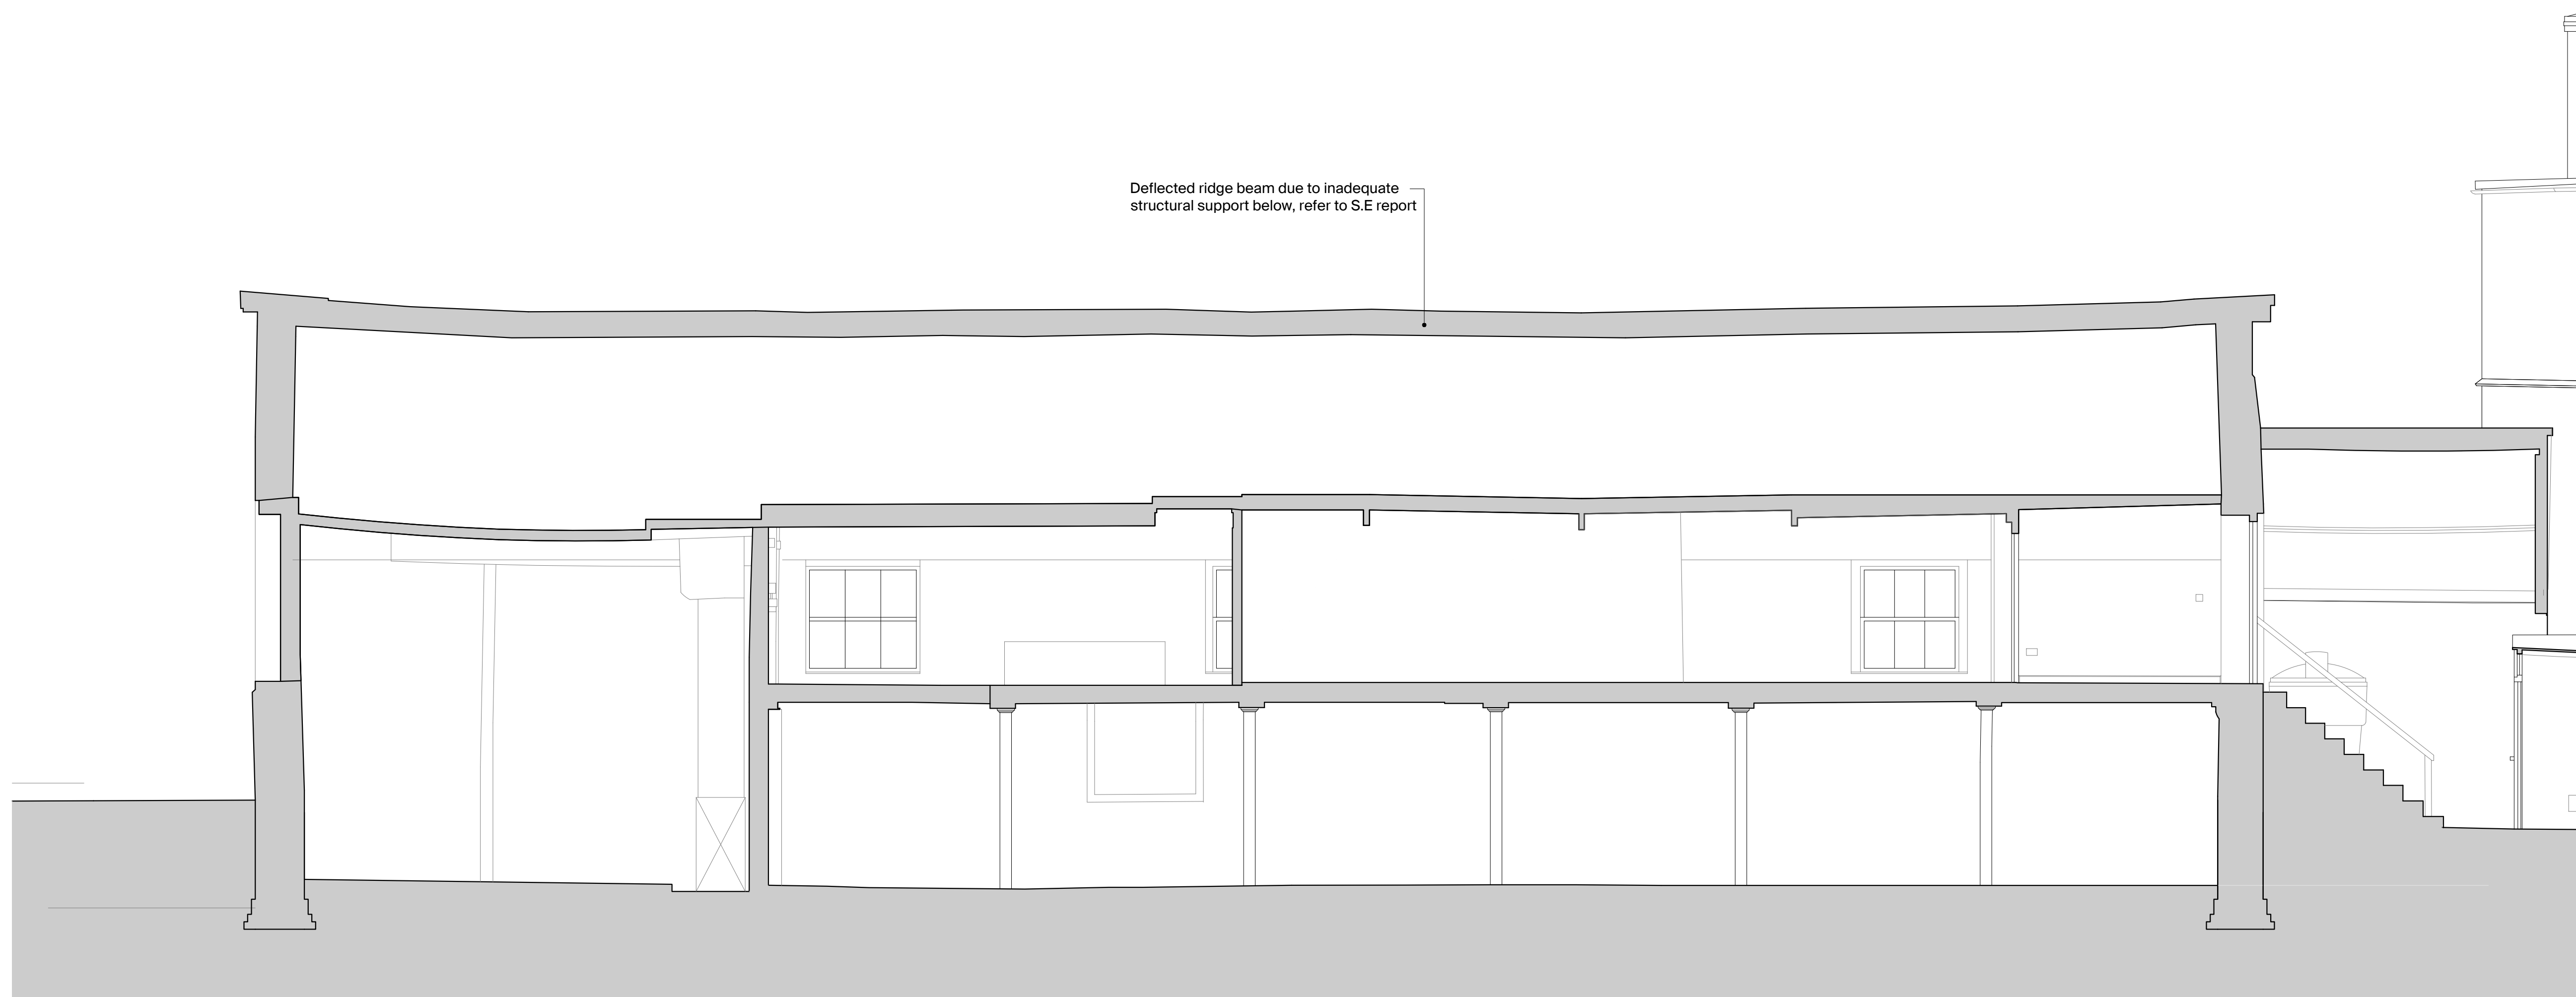 Deflected ridge beam due to inadequate
structural support below, refer to S.E report